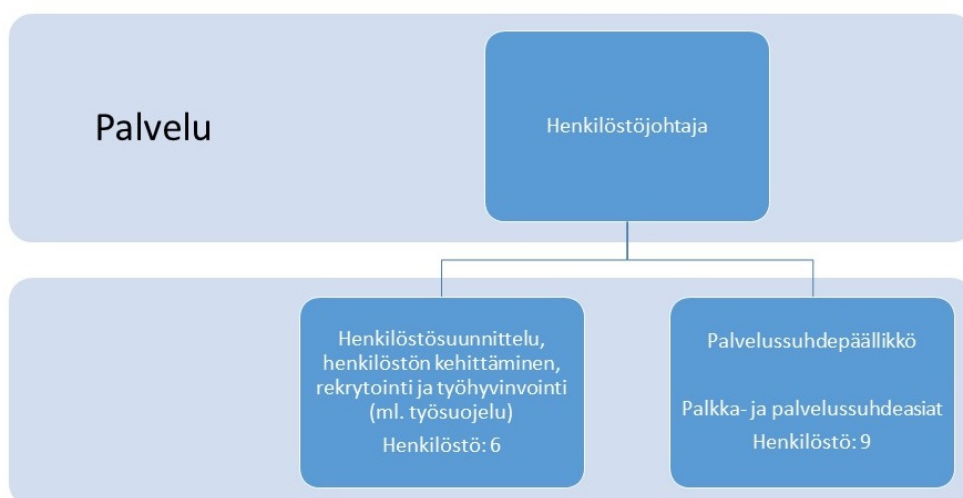 Palvelu
Henkilöstöjohtaja
Henkilöstösuunnittelu,
henkilöstön kehittäminen,
rekrytointi ja työhyvinvointi
(ml. työsuojelu)
Henkilöstö: 6
Palvelussuhdepäällikkö
Palkka- ja palvelussuhdeasiat
Henkilöstö: 9